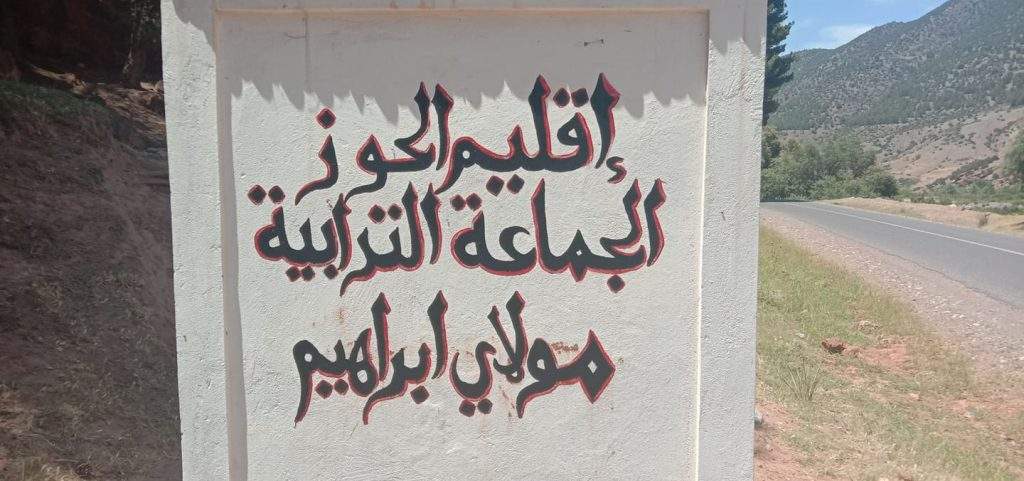 إقليم الحوز
الجماعة الترابية
مولاي ابراهيم